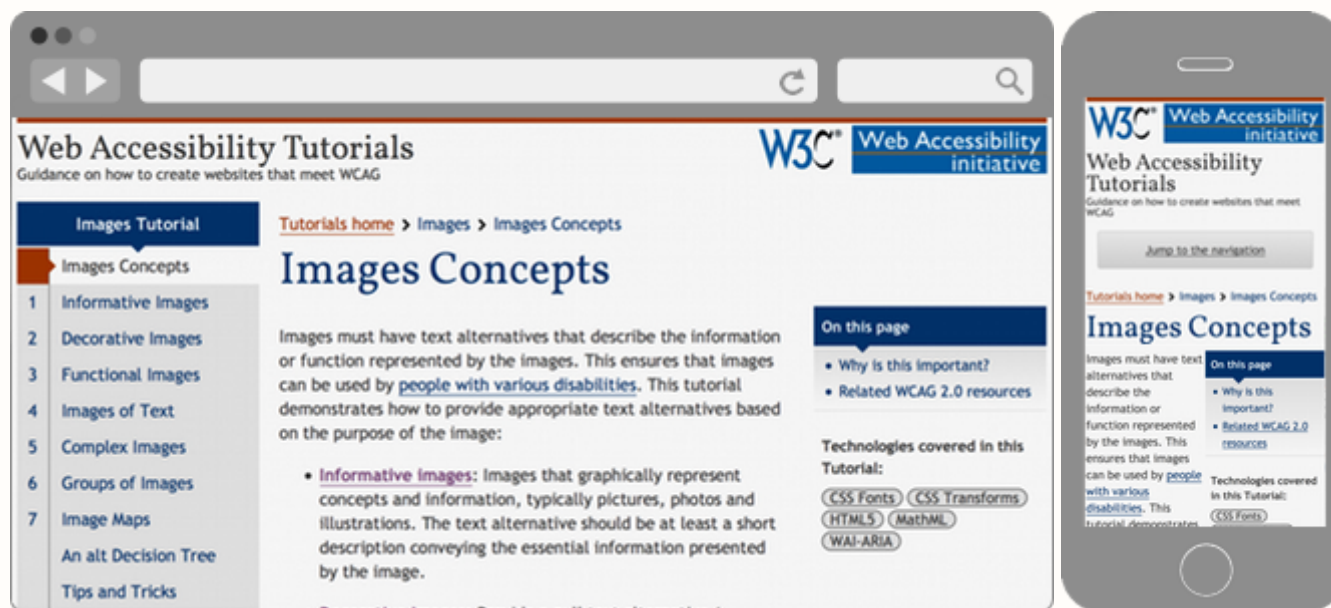 Web Accessibility Tutorials
Guidance on how to create websites that meet WCAG
W3C®
Web Accessibility
initiative
Images Tutorial
Images Concepts
1 Informative Images
2 Decorative Images
3 Functional Images
4 Images of Text
5 Complex Images
6 Groups of Images
7 Image Maps
An alt Decision Tree
Tips and Tricks
Tutorials home > Images > Images Concepts
Images Concepts
Images must have text alternatives that describe the information
or function represented by the images. This ensures that images
can be used by people with various disabilities. This tutorial
demonstrates how to provide appropriate text alternatives based
on the purpose of the image:
• Informative images: Images that graphically represent
concepts and information, typically pictures, photos and
illustrations. The text alternative should be at least a short
description conveying the essential information presented
by the image.
On this page
• Why is this important?
• Related WCAG 2.0 resources
Technologies covered in this
Tutorial:
CSS Fonts CSS Transforms
HTML5 MathML
WAI-ARIA
W3C®
Web Accessibility
initiative
Web Accessibility
Tutorials
Guidance on how to create websites that meet
WCAG
Jump to the navigation
Tutorials home > Images > Images Concepts
Images Concepts
Images must have text
alternatives that
describe the
information or
function represented
by the images. This
ensures that images
can be used by people
with various
disabilities. This
tutorial demonstrates
On this page
• Why is this
important?
• Related WCAG 2.0
resources
Technologies covered
in this Tutorial:
CSS Fonts